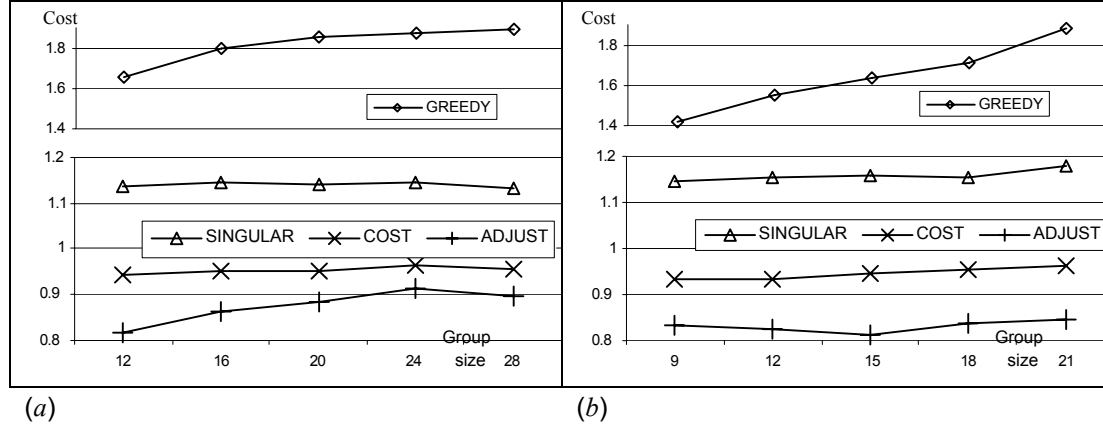 Cost
1.8
1.6
1.4
GREEDY
1.2
1.1
1
0.9
0.8
SINGULAR COST ADJUST
Group
size
12 16 20 24 28
(a)
Cost
1.8
1.6
1.4
GREEDY
1.2
1.1
1
0.9
0.8
SINGULAR COST ADJUST
Group
size
9 12 15 18 21
(b)